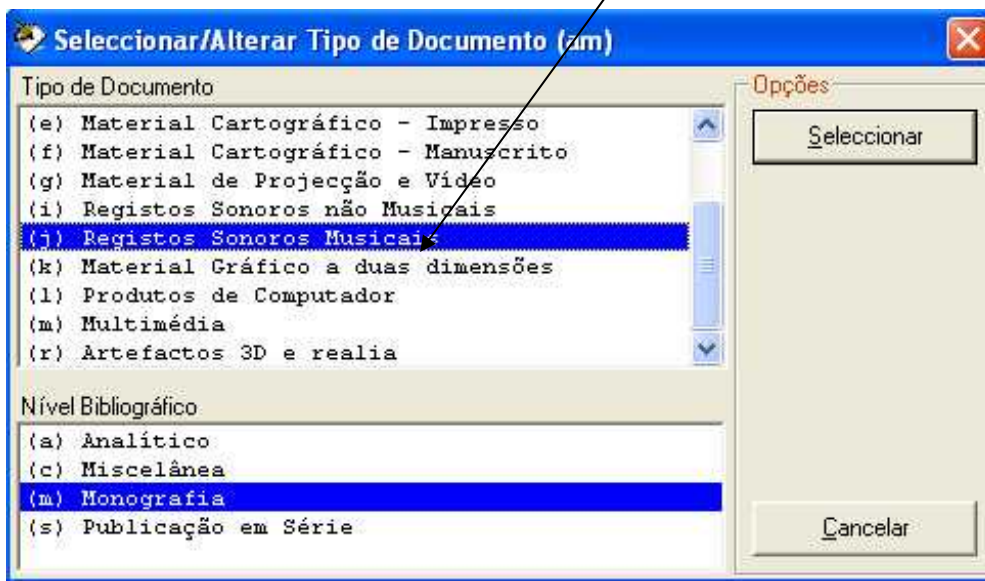 Seleccionar/Alterar Tipo de Documento (am)
Tipo de Documento
(e) Material Cartográfico - Impresso
(f) Material Cartográfico - Manuscrito
(g) Material de Projecção e Vídeo
(i) Registos Sonoros não Musicais
(j) Registos Sonoros Musicais
(k) Material Gráfico a duas dimensões
(l) Produtos de Computador
(m) Multimédia
(r) Artefactos 3D e realia
Nível Bibliográfico
(a) Analítico
(c) Miscelânea
(m) Monografia
(s) Publicação em Série
Opções
Seleccionar
Cancelar